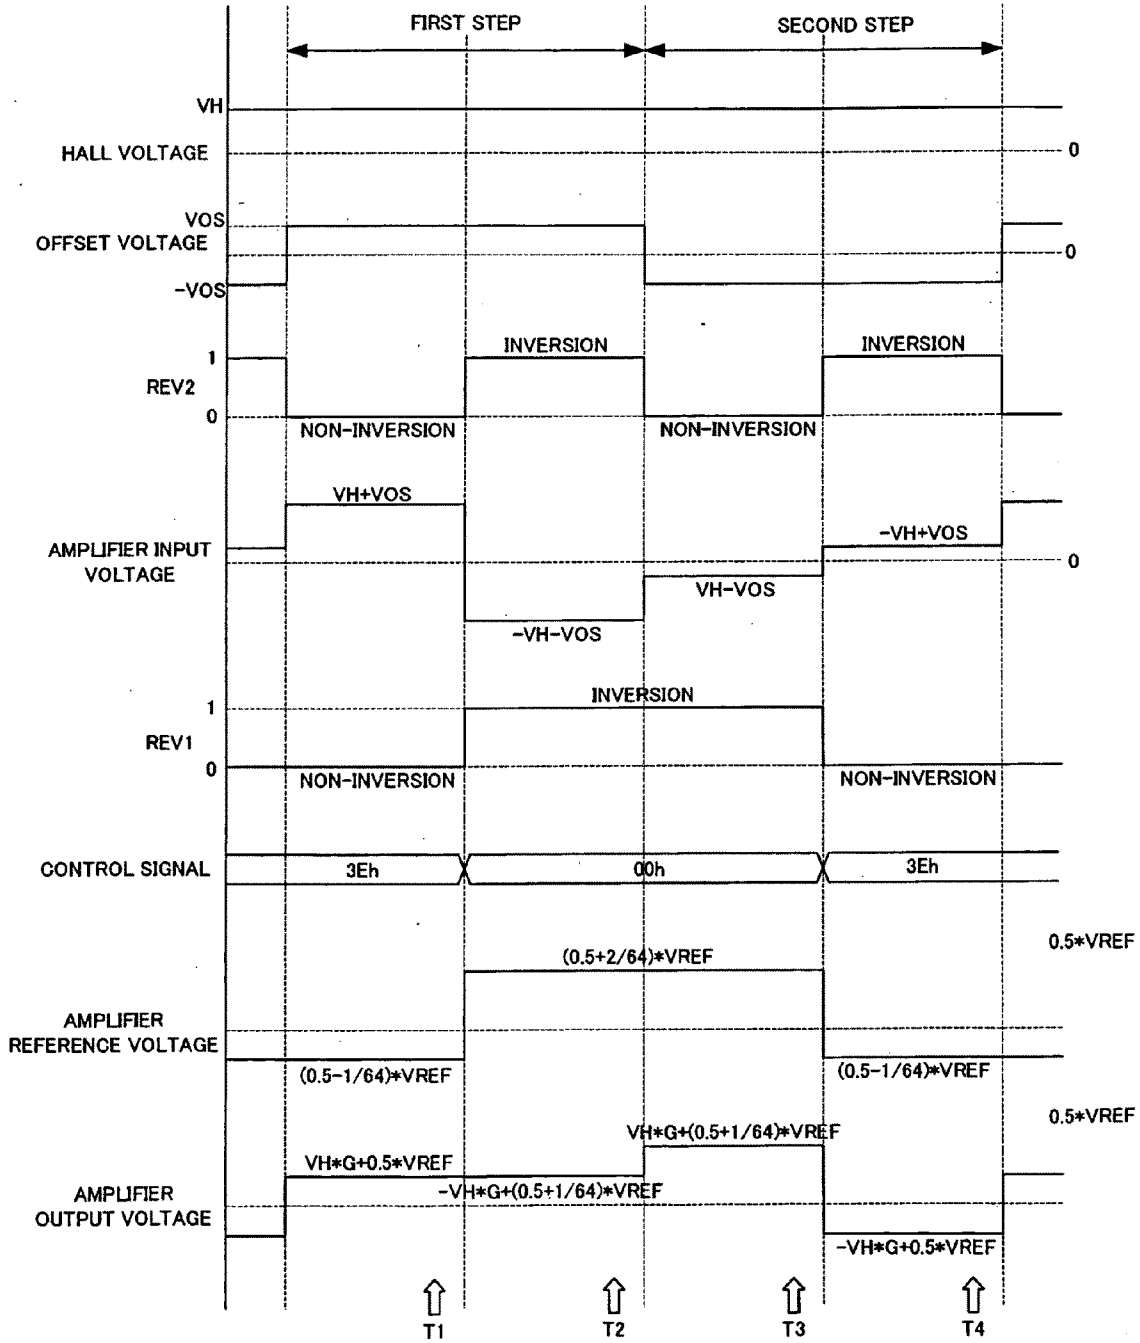 FIRST STEP
SECOND STEP
VH
HALL VOLTAGE
0
VOS
OFFSET VOLTAGE
0
-VOS
INVERSION
INVERSION
1
REV2
0
NON-INVERSION
NON-INVERSION
VH+VOS
-VH+VOS
AMPLIFIER INPUT
VOLTAGE
0
VH-VOS
-VH-VOS
INVERSION
1
REV1
0
NON-INVERSION
NON-INVERSION
CONTROL SIGNAL
3Eh
00h
3Eh
0.5*VREF
(0.5+2/64)*VREF
AMPLIFIER
REFERENCE VOLTAGE
(0.5-1/64)*VREF
(0.5-1/64)*VREF
0.5*VREF
VH*G+(0.5+1/64)*VREF
VH*G+0.5*VREF
-VH*G+(0.5+1/64)*VREF
AMPLIFIER
OUTPUT VOLTAGE
-VH*G+0.5*VREF
T1
T2
T3
T4